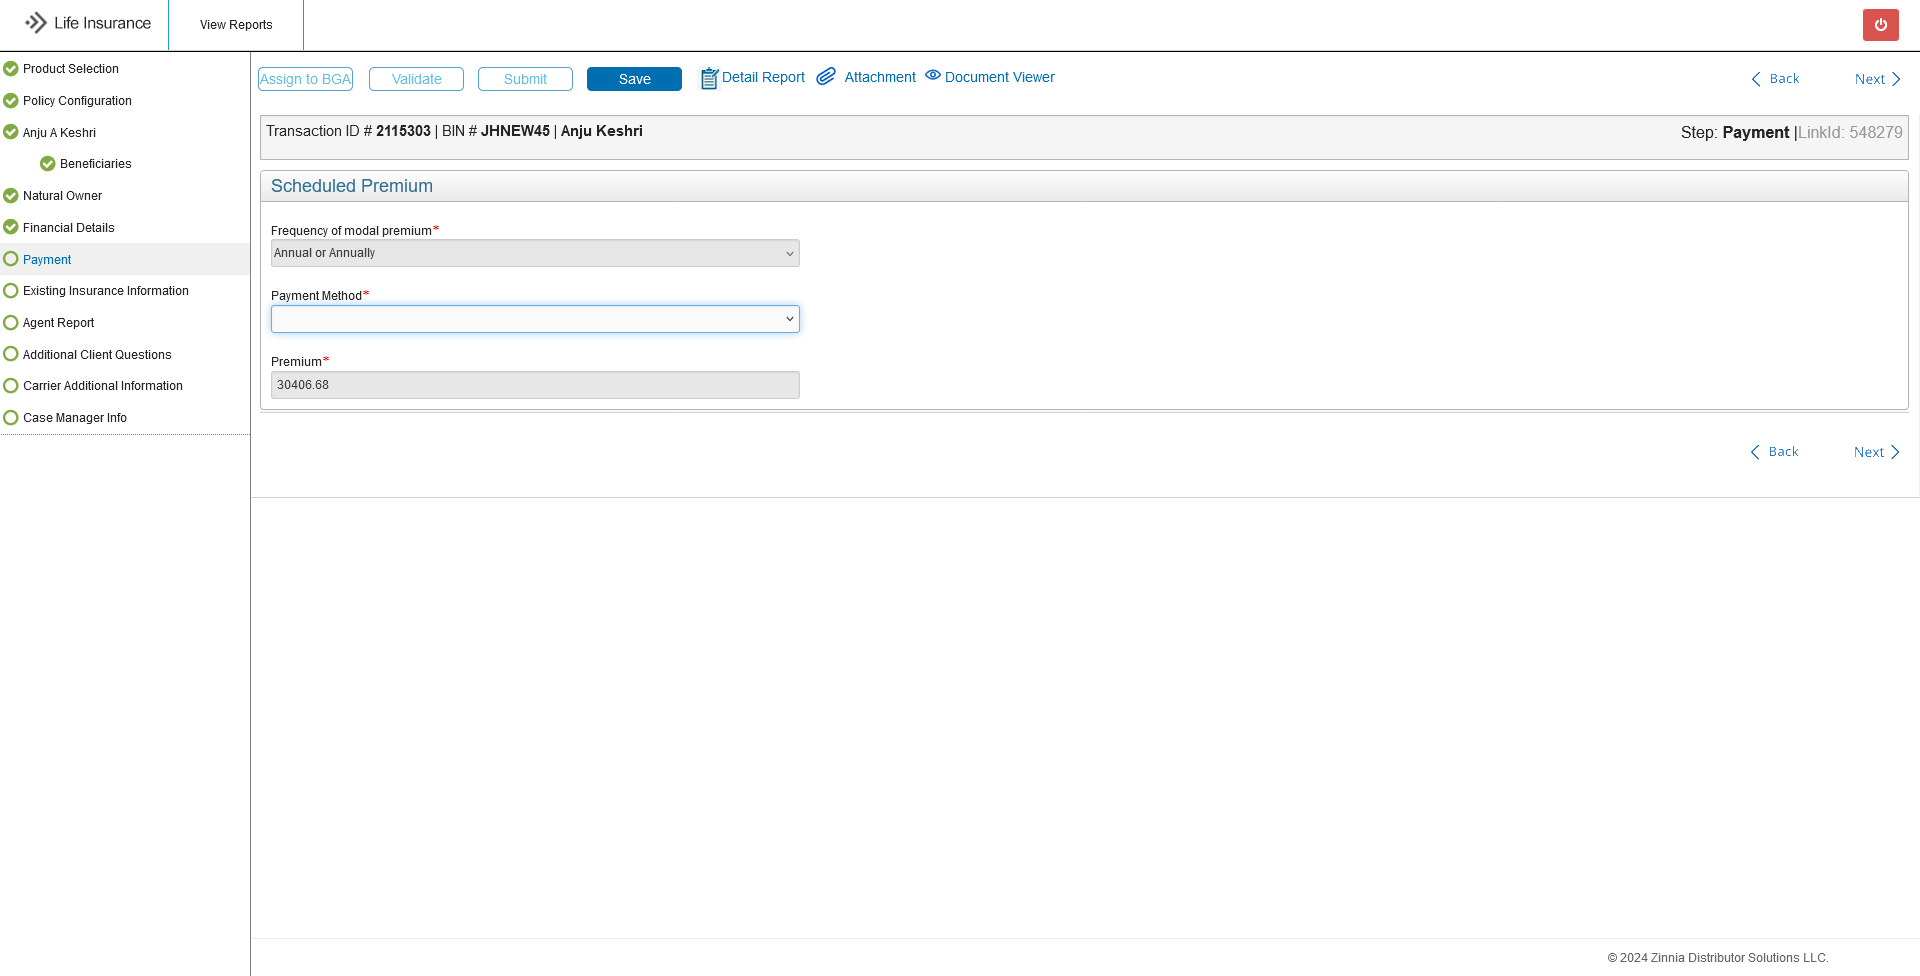 Life Insurance
View Reports
Product Selection
Policy Configuration
Anju A Keshri
Beneficiaries
Natural Owner
Financial Details
Payment
Existing Insurance Information
Agent Report
Additional Client Questions
Carrier Additional Information
Case Manager Info
Assign to BGA
Validate
Submit
Save
Detail Report
Attachment
Document Viewer
Back
Next
Transaction ID # 2115303 | BIN # JHNEW45 | Anju Keshri
Step: Payment |LinkId: 548279
Scheduled Premium
Frequency of modal premium*
Annual or Annually
Payment Method*
Premium*
30406.68
Back
Next
© 2024 Zinnia Distributor Solutions LLC.